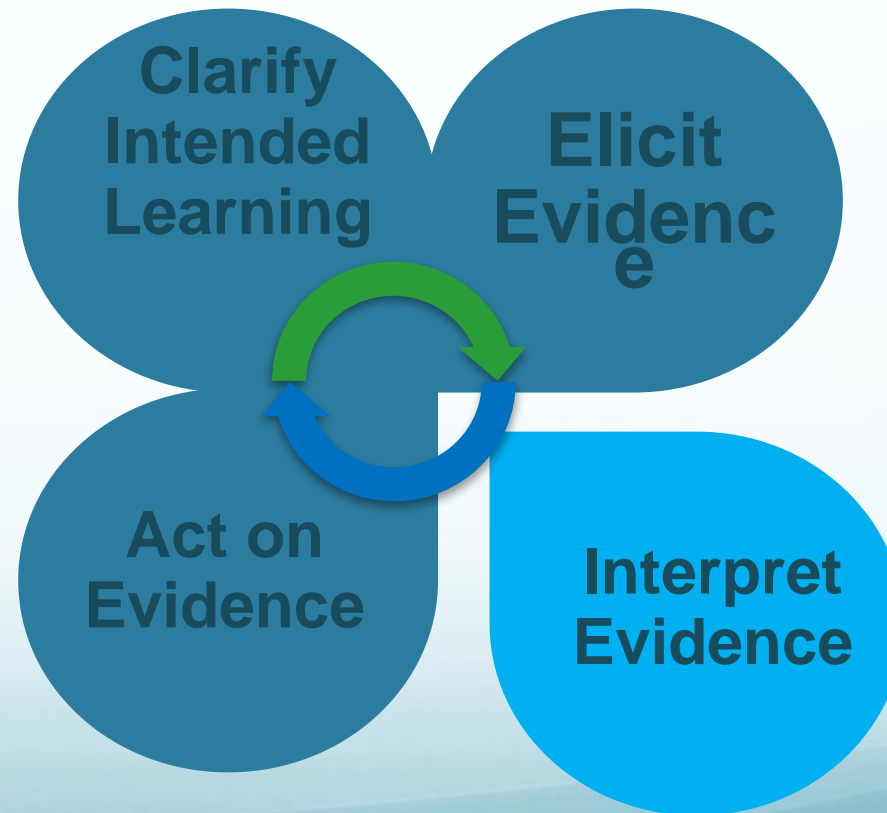 Clarify
Intended
Learning
Elicit
Evidenc
e
Act on
Evidence
Interpret
Evidence